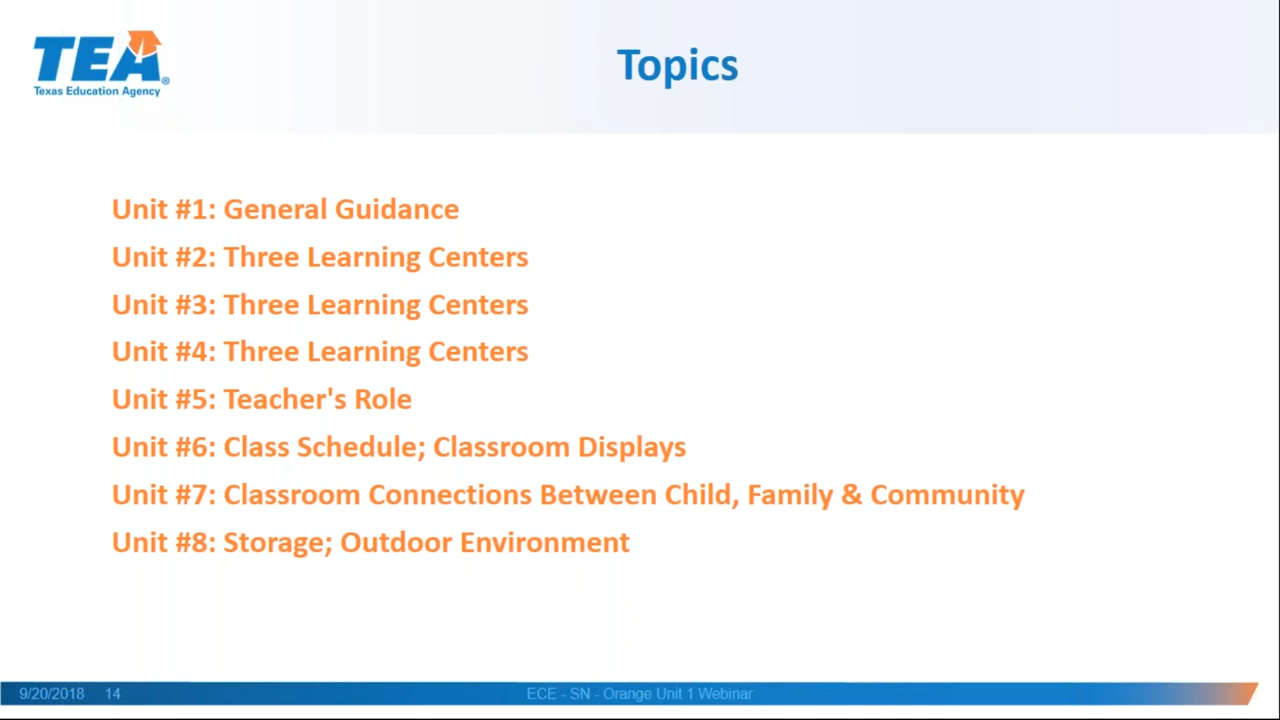 TEA®
Texas Education Agency
Topics
Unit #1: General Guidance
Unit #2: Three Learning Centers
Unit #3: Three Learning Centers
Unit #4: Three Learning Centers
Unit #5: Teacher's Role
Unit #6: Class Schedule; Classroom Displays
Unit #7: Classroom Connections Between Child, Family & Community
Unit #8: Storage; Outdoor Environment
9/20/2018 14 ECE - SN - Orange Unit 1 Webinar